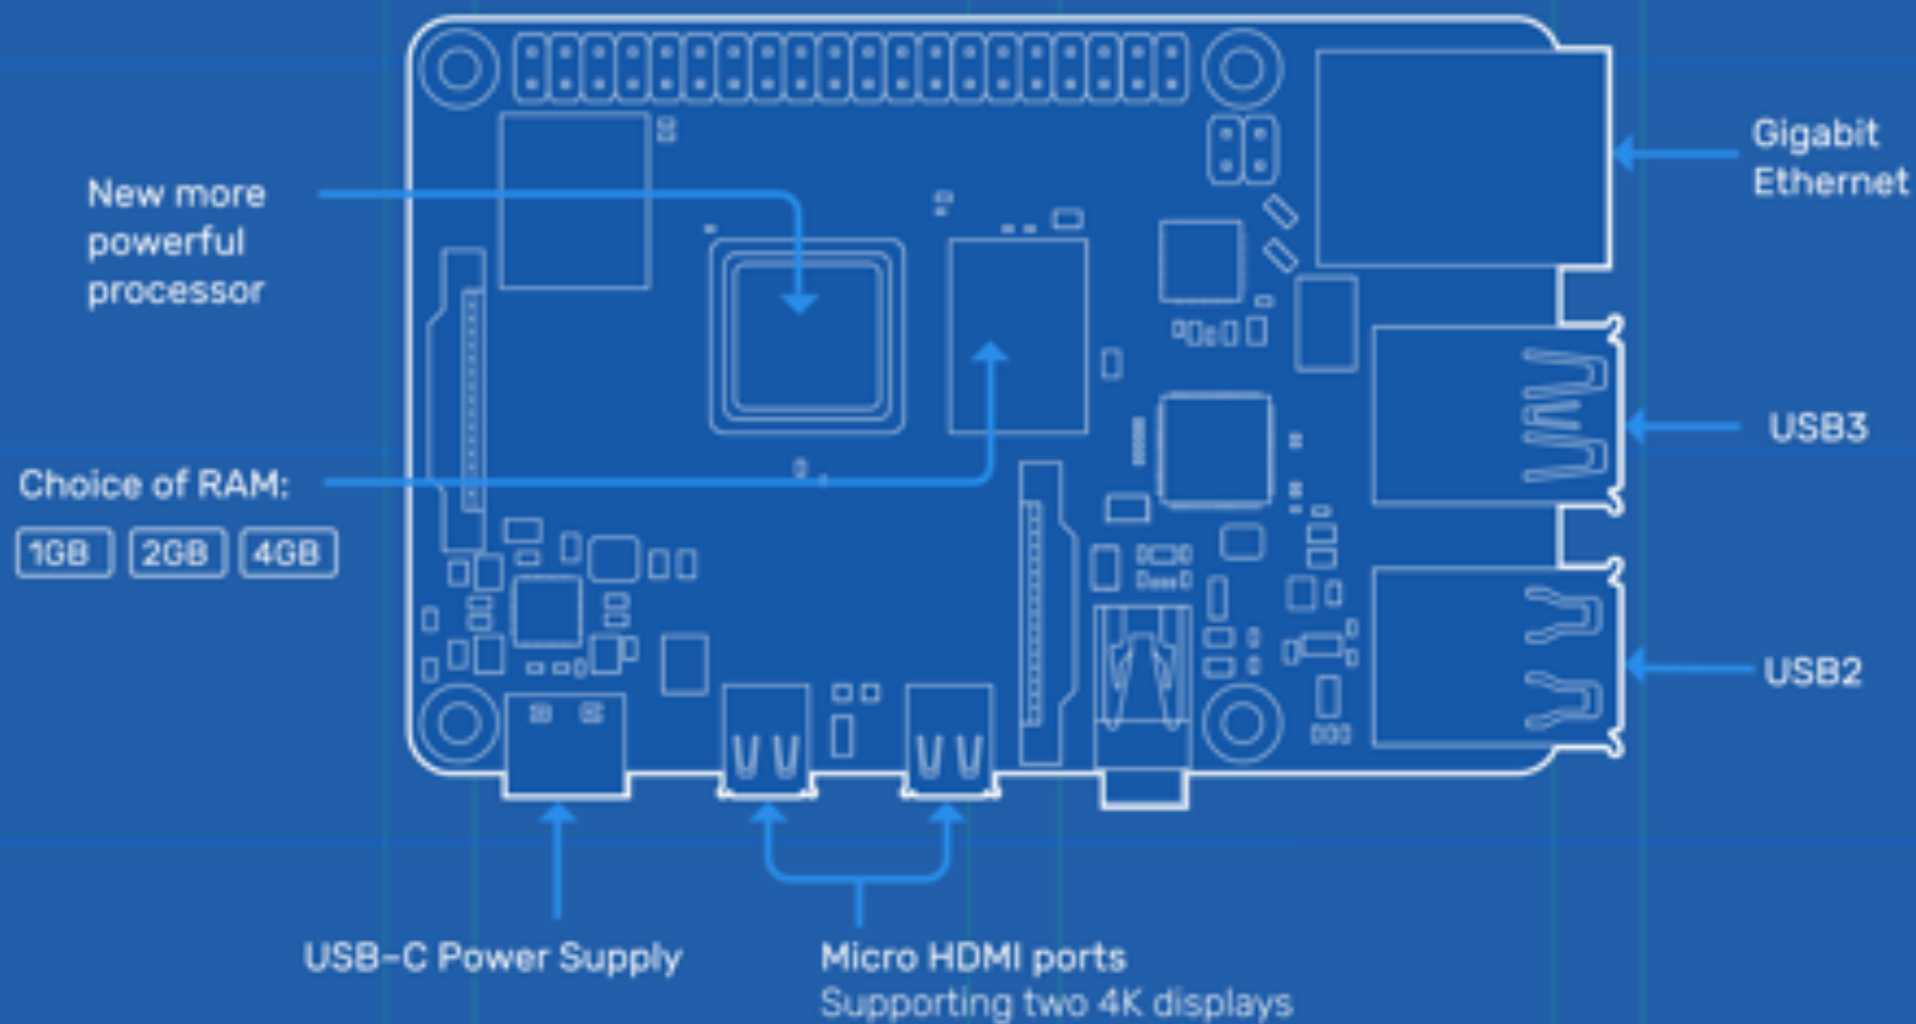 New more
powerful
processor
Choice of RAM:
1GB 2GB 4GB
Gigabit
Ethernet
USB3
USB2
USB-C Power Supply
Micro HDMI ports
Supporting two 4K displays